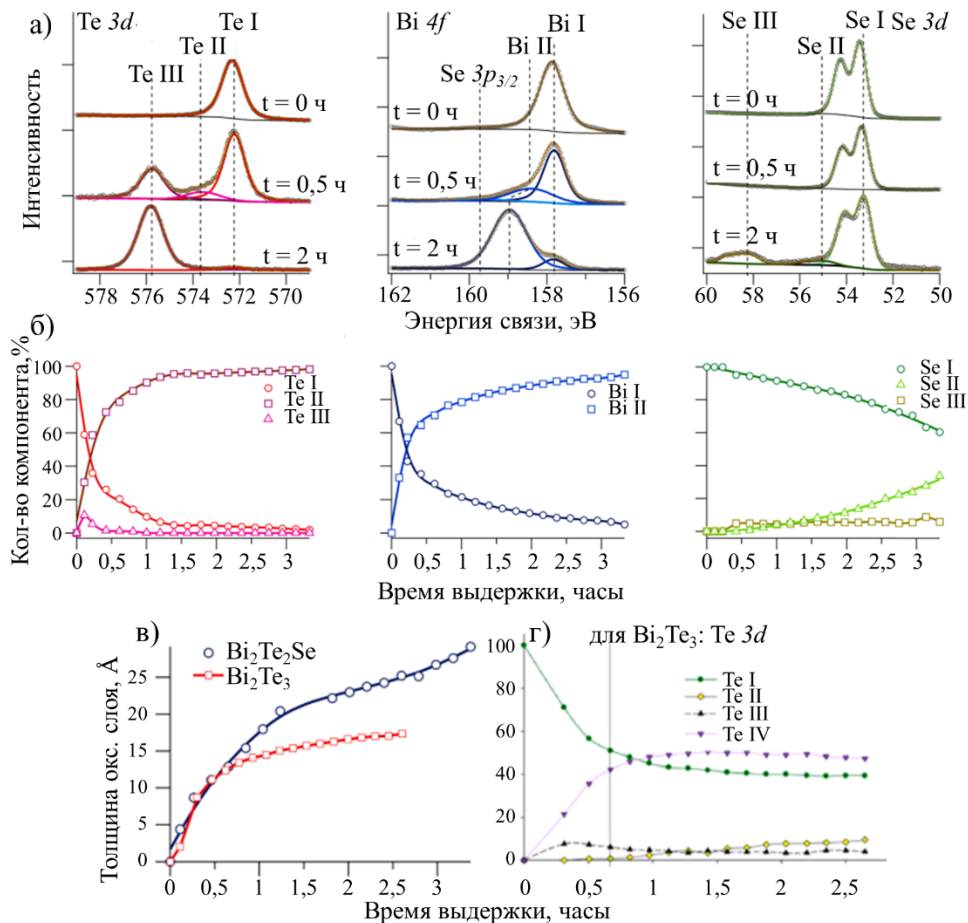 а)
Te 3d
Te I
Te II
Te III
t = 0 ч
t = 0,5 ч
t = 2 ч
578 576 574 572 570
Bi 4f
Bi I
Bi II
Se 3p3/2
t = 0 ч
t = 0,5 ч
t = 2 ч
162 160 158 156
Se III
Se I
Se 3d
Se II
t = 0 ч
t = 0,5 ч
t = 2 ч
60 58 56 54 52 50
Интенсивность
Энергия связи, эВ
б)
Кол-во компонента,%
100
80
60
40
20
0
Te I
Te II
Te III
0 0,5 1 1,5 2 2,5 3
Bi I
Bi II
0 0,5 1 1,5 2 2,5 3
Se I
Se II
Se III
0 0,5 1 1,5 2 2,5 3
Время выдержки, часы
в)
Bi2Te2Se
Bi2Te3
Толщина окс. слоя, Å
25
20
15
10
5
0
0 0,5 1 1,5 2 2,5 3
г)
для Bi2Te3: Te 3d
Te I
Te II
Te III
Te IV
100
80
60
40
20
0
0 0,5 1 1,5 2 2,5
Время выдержки, часы